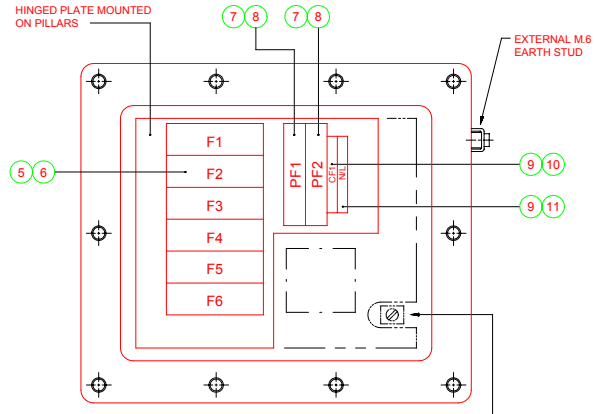 HINGED PLATE MOUNTED
ON PILLARS
7 8 7 8
EXTERNAL M.6
EARTH STUD
F1
F2
F3
F4
F5
F6
PF1
PF2
CF1
N/L
5 6
9 10
9 11